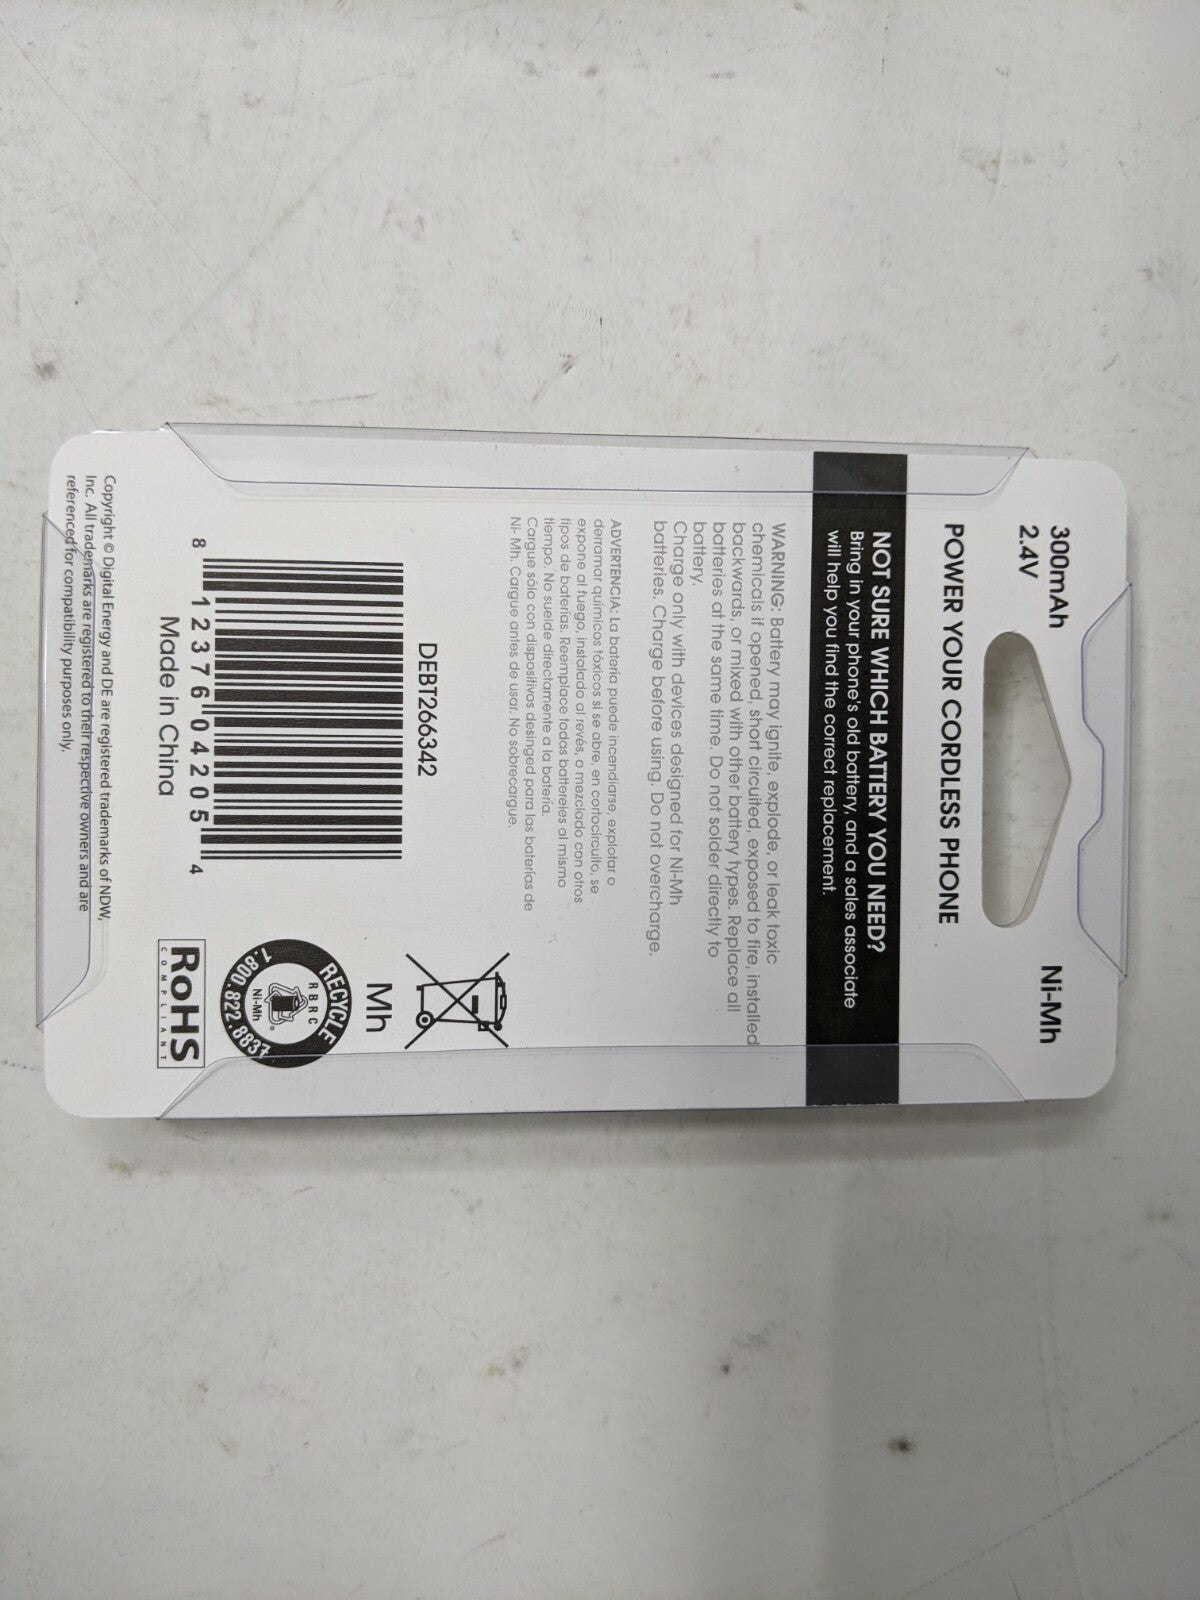 300mAh
2.4V
Ni-Mh
POWER YOUR CORDLESS PHONE
NOT SURE WHICH BATTERY YOU NEED?
Bring in your phone's old battery, and a sales associate
will help you find the correct replacement.
WARNING: Battery may ignite, explode, or leak toxic
chemicals if opened, short circuited, exposed to fire, installed
backwards, or mixed with other battery types. Replace all
batteries at the same time. Do not solder directly to
battery.
Charge only with devices designed for Ni-Mh
batteries. Charge before using. Do not overcharge.
ADVERTENCIA: La batería puede incendiarse, explotar o
derramar químicos tóxicos si se abre, en cortocircuito, se
expone al fuego, instalado al revés, o mezclado con otros
tipos de baterías. Reemplace todas battereies al mismo
tiempo. No suelde directamente a la batería.
Cargue sólo con dispositivos desinged para las baterías de
Ni- Mh. Cargue antes de usar. No sobrecargue.
DEBT266342
8 12376 04205 4
Made in China
Mh
RECYCLE
RBRC
Ni-Mh
1.800.822.8837
RoHS
COMPLIANT
Copyright © Digital Energy and DE are registered trademarks of NDW,
Inc. All trademarks are registered to their respective owners and are
referenced for compatibility purposes only.